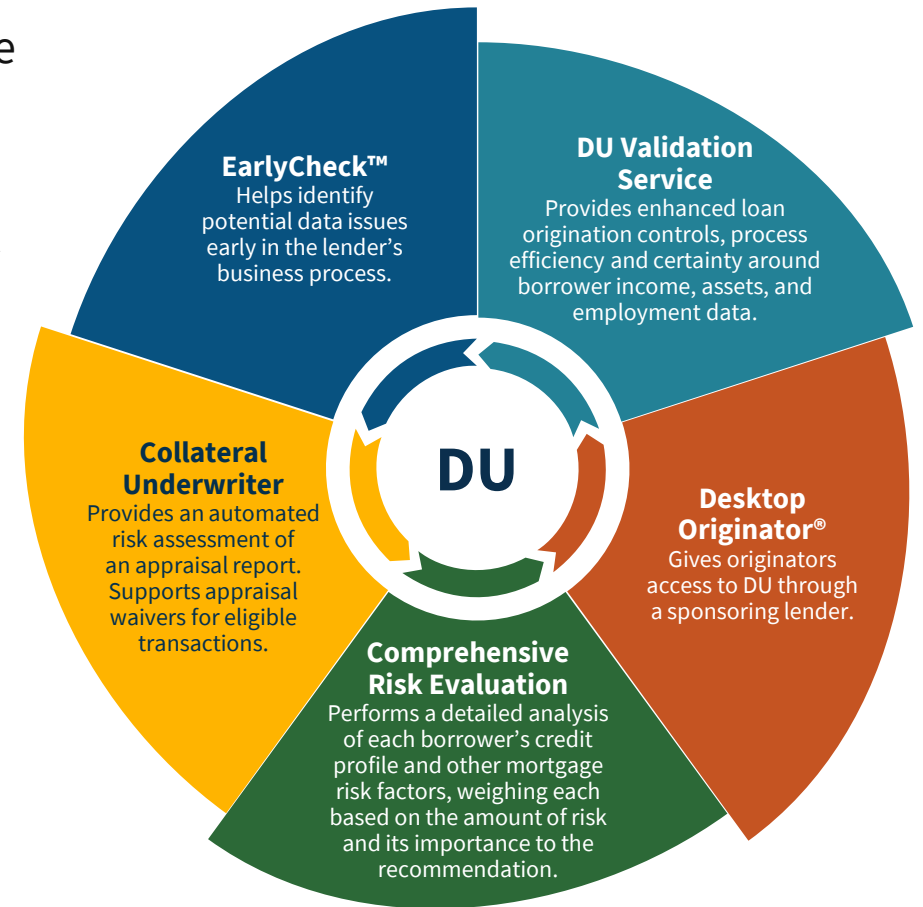 e
EarlyCheck™
Helps identify
potential data issues
early in the lender's
business process.
DU Validation
Service
Provides enhanced loan
origination controls, process
efficiency and certainty around
borrower income, assets, and
employment data.
DU
Collateral
Underwriter
Provides an automated
risk assessment of
an appraisal report.
Supports appraisal
waivers for eligible
transactions.
Desktop
Originator®
Gives originators
access to DU through
a sponsoring lender.
Comprehensive
Risk Evaluation
Performs a detailed analysis
of each borrower's credit
profile and other mortgage
risk factors, weighing each
based on the amount of risk
and its importance to the
recommendation.